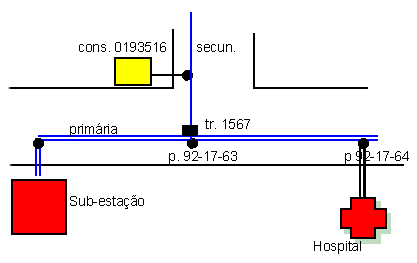 cons. 0193516
secun.
primária
tr. 1567
p. 92-17-63
p 92-17-64
Sub-estação
Hospital